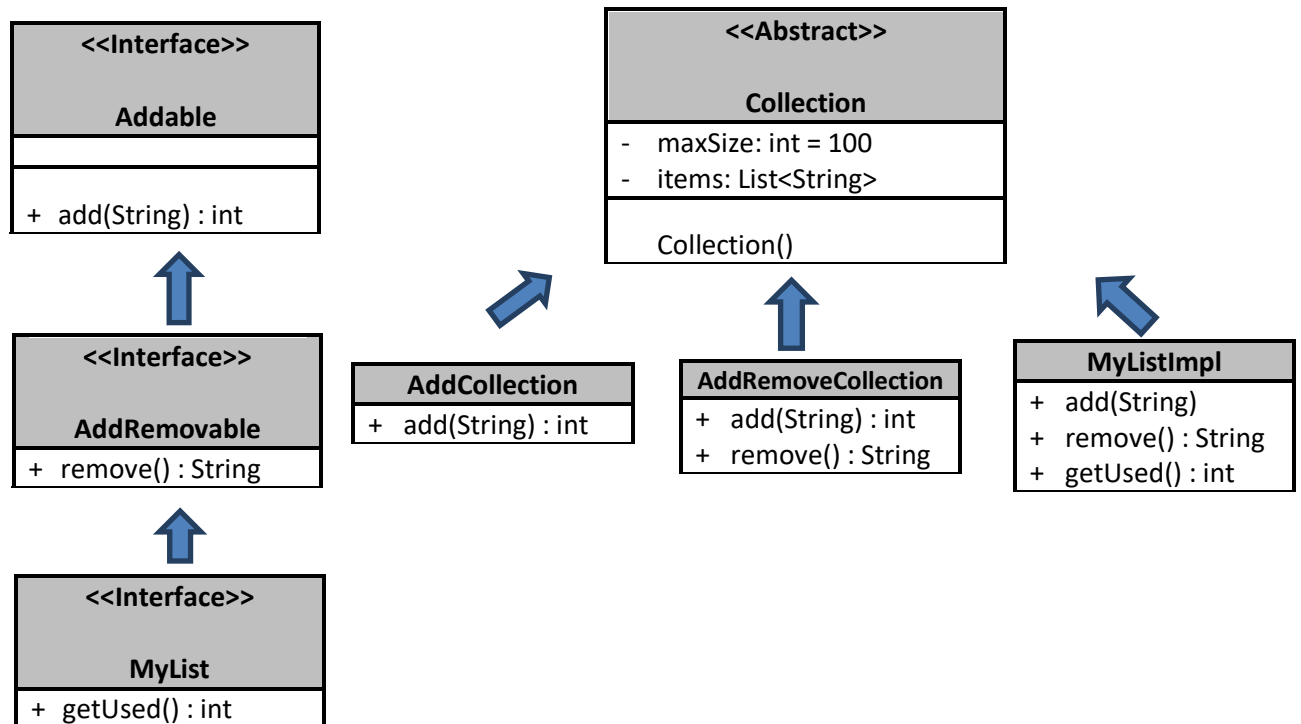 <<Interface>>
Addable
+ add(String) : int
<<Interface>>
AddRemovable
+ remove() : String
<<Interface>>
MyList
+ getUsed() : int
<<Abstract>>
Collection
- maxSize: int = 100
- items: List<String>
Collection()
AddCollection
+ add(String) : int
AddRemoveCollection
+ add(String) : int
+ remove() : String
MyListImpl
+ add(String)
+ remove() : String
+ getUsed() : int